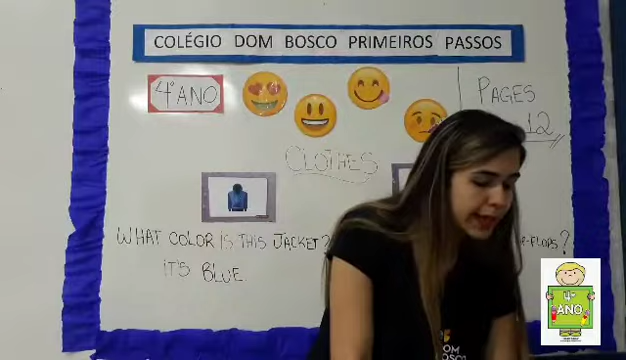 COLÉGIO DOM BOSCO PRIMEIROS PASSOS
4º ANO
PAGES
12
CLOTHES
WHAT COLOR IS THIS JACKET?
-FLOPS?
IT'S BLUE
4º
ANO